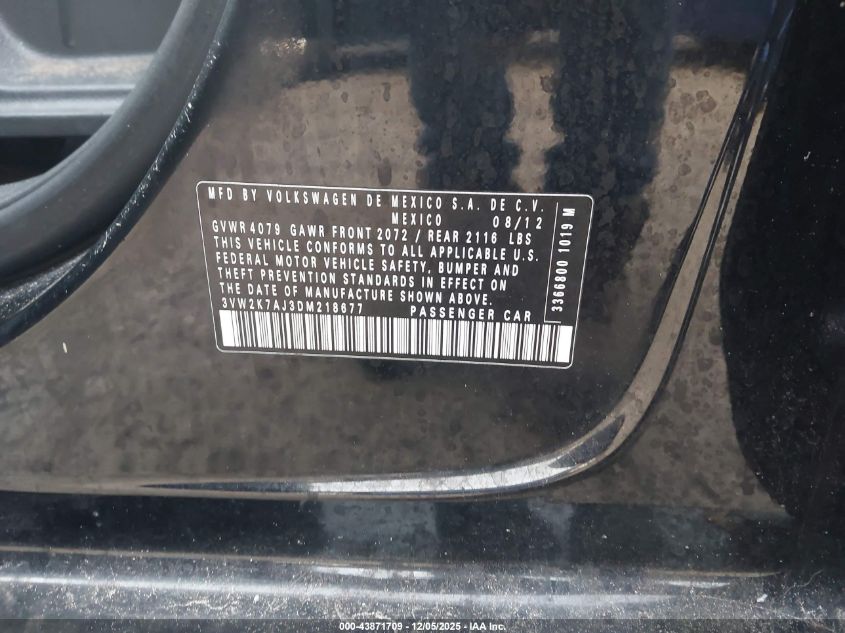 MFD BY VOLKSWAGEN DE MEXICO S.A. DE C.V.
MEXICO 08/12
GVWR 4079 GAWR FRONT 2072 / REAR 2116 LBS
THIS VEHICLE CONFORMS TO ALL APPLICABLE U.S.
FEDERAL MOTOR VEHICLE SAFETY, BUMPER AND
THEFT PREVENTION STANDARDS IN EFFECT ON
THE DATE OF MANUFACTURE SHOWN ABOVE.
3VW2K7AJ3DM218677 PASSENGER CAR
3366800 1019 M
000-43871709 - 12/05/2025 - IAA Inc.